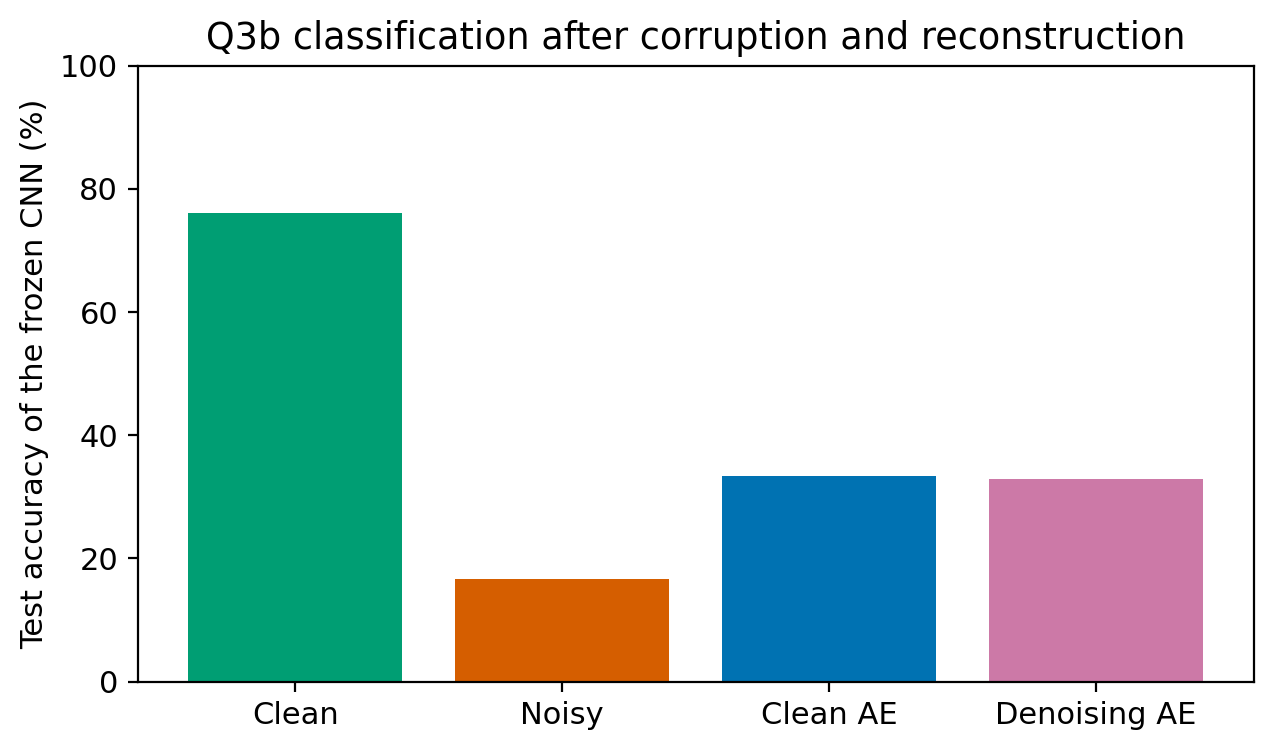 Q3b classification after corruption and reconstruction
Test accuracy of the frozen CNN (%)
100
80
60
40
20
0
Clean
Noisy
Clean AE
Denoising AE